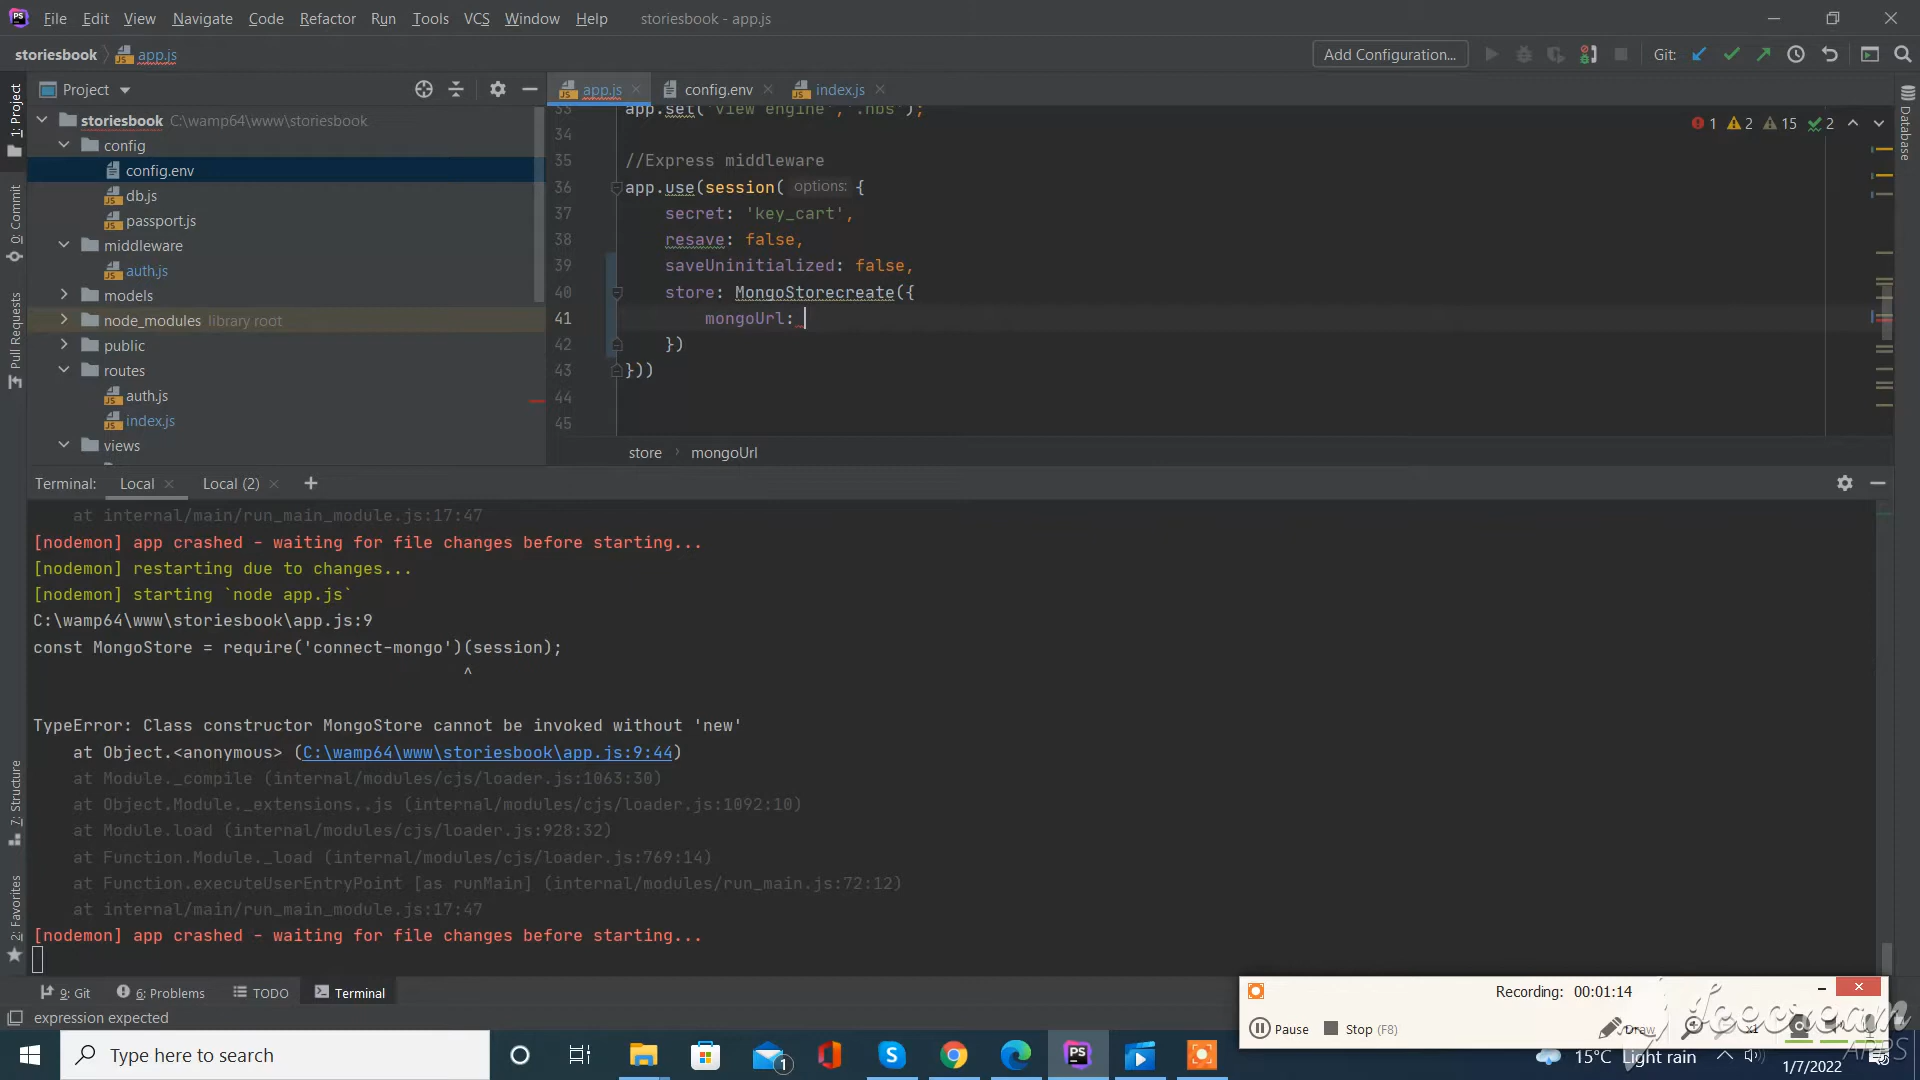 PS File Edit View Navigate Code Refactor Run Tools VCS Window Help storiesbook - app.js
storiesbook app.js Add Configuration... Git:
Project
app.js config.env index.js
storiesbook C:\wamp64\www\storiesbook
config
config.env
db.js
passport.js
middleware
auth.js
models
node_modules library root
public
routes
auth.js
index.js
views
1: Project
0: Commit
Pull Requests
7: Structure
2: Favorites
Database
1 2 15 2
33 app.set('view engine', '.hbs');
34
35 //Express middleware
36 app.use(session( options: {
37 secret: 'key_cart',
38 resave: false,
39 saveUninitialized: false,
40 store: MongoStorecreate({
41 mongoUrl:
42 })
43 }))
44
45
store mongoUrl
Terminal: Local Local (2) +
at internal/main/run_main_module.js:17:47
[nodemon] app crashed - waiting for file changes before starting...
[nodemon] restarting due to changes...
[nodemon] starting `node app.js`
C:\wamp64\www\storiesbook\app.js:9
const MongoStore = require('connect-mongo')(session);
^
TypeError: Class constructor MongoStore cannot be invoked without 'new'
at Object.<anonymous> (C:\wamp64\www\storiesbook\app.js:9:44)
at Module._compile (internal/modules/cjs/loader.js:1063:30)
at Object.Module._extensions..js (internal/modules/cjs/loader.js:1092:10)
at Module.load (internal/modules/cjs/loader.js:928:32)
at Function.Module._load (internal/modules/cjs/loader.js:769:14)
at Function.executeUserEntryPoint [as runMain] (internal/modules/run_main.js:72:12)
at internal/main/run_main_module.js:17:47
[nodemon] app crashed - waiting for file changes before starting...
9: Git 6: Problems TODO Terminal
expression expected
Recording: 00:01:14
Pause Stop (F8) Draw x1
icecream
APPS
Type here to search
1
S
PS
15°C Light rain
1/7/2022